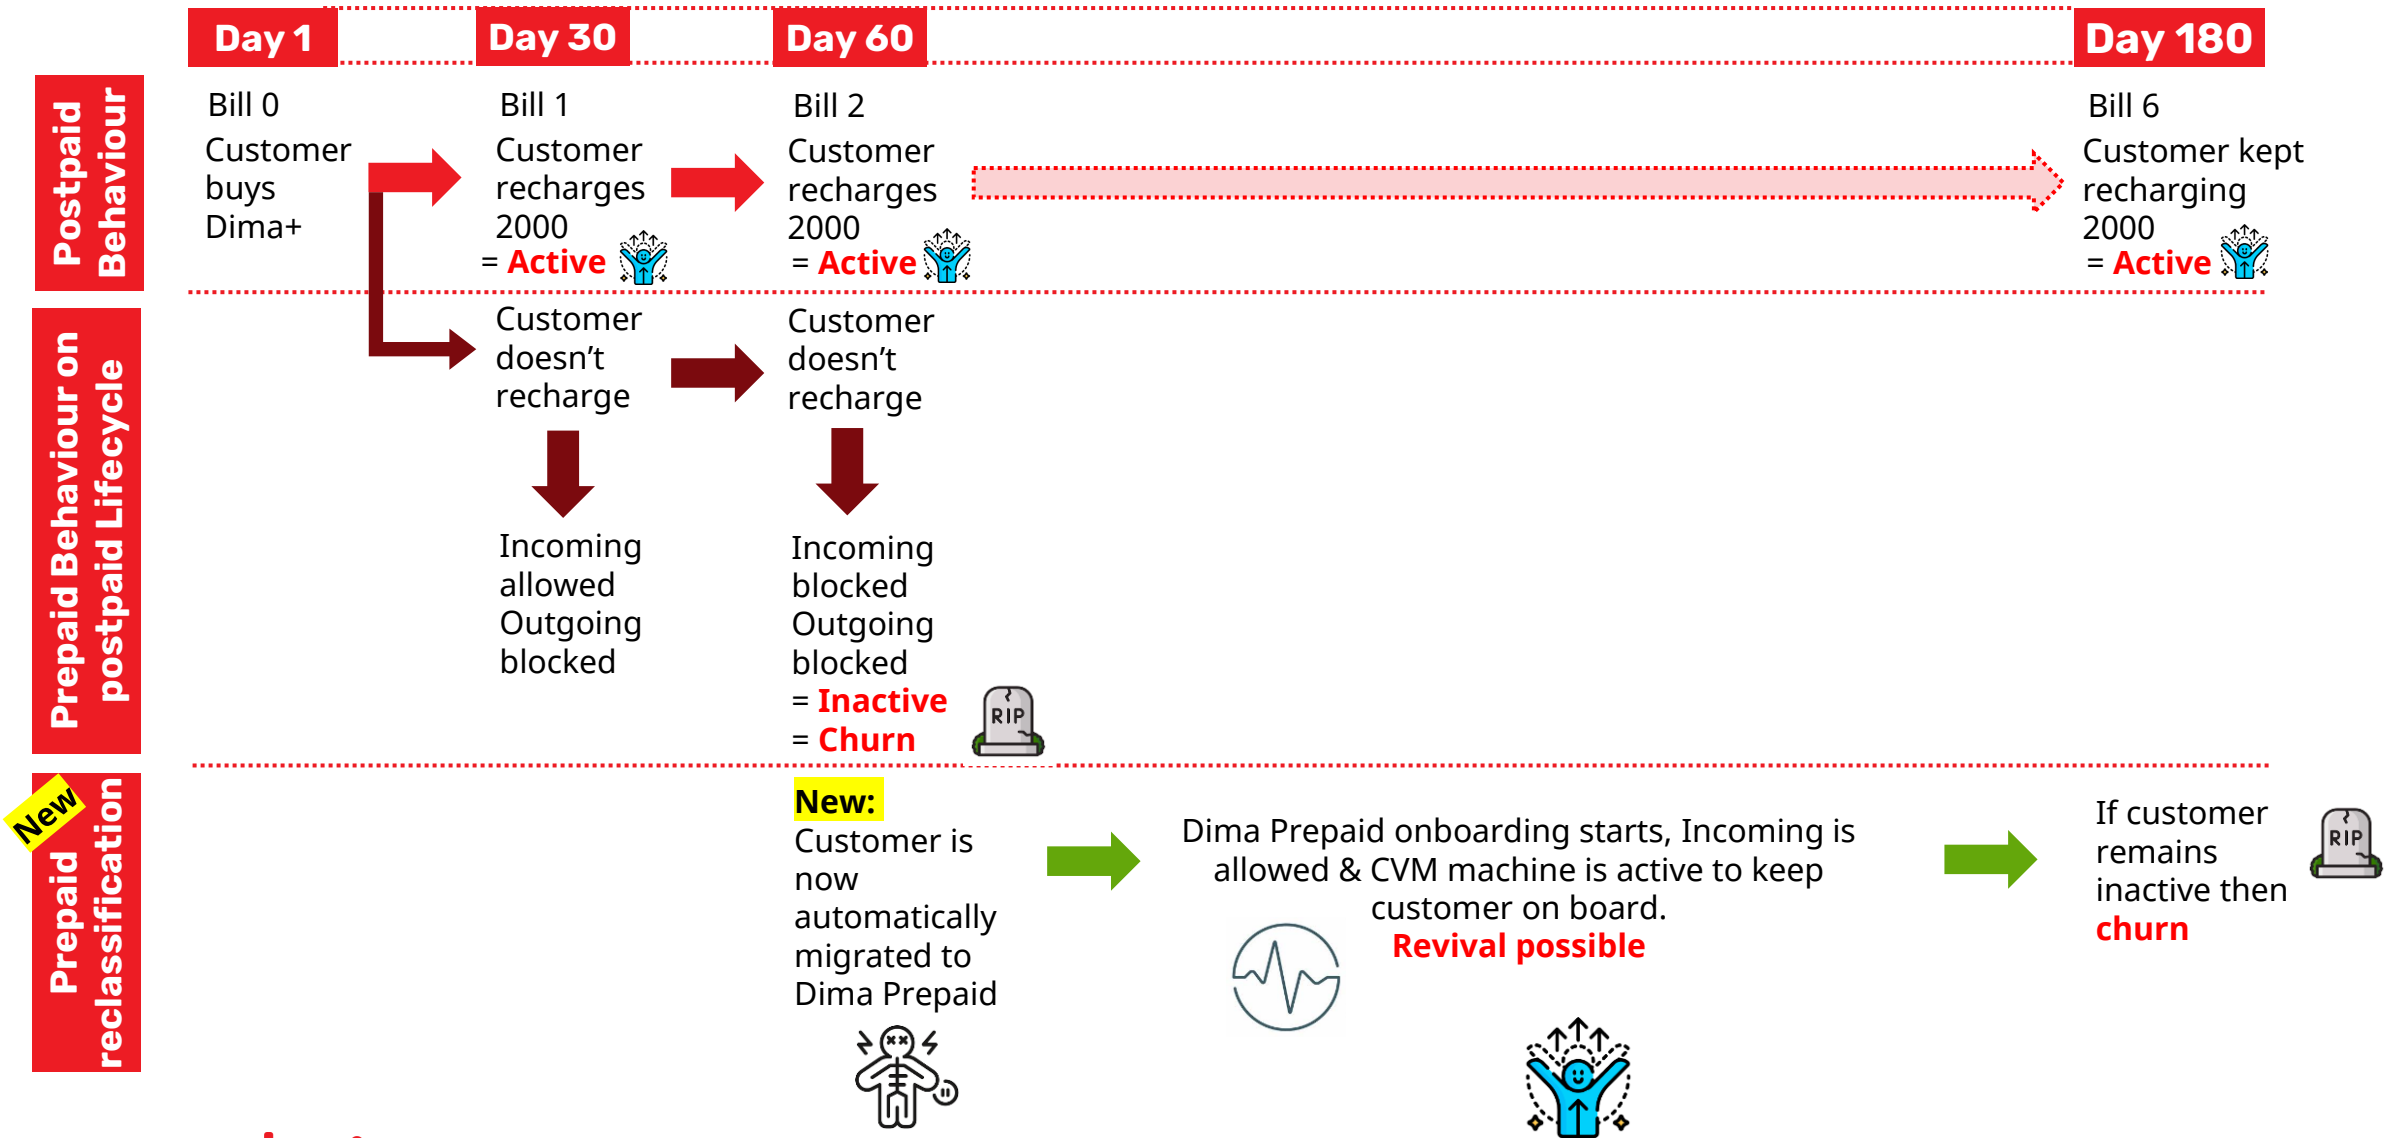 Day 1
Day 30
Day 60
Day 180
Postpaid
Behaviour
Bill 0
Customer
buys
Dima+
Bill 1
Customer
recharges
2000
= Active
Bill 2
Customer
recharges
2000
= Active
Bill 6
Customer kept
recharging
2000
= Active
Prepaid Behaviour on
postpaid Lifecycle
Customer
doesn't
recharge
Incoming
allowed
Outgoing
blocked
Customer
doesn't
recharge
Incoming
blocked
Outgoing
blocked
= Inactive
= Churn
RIP
New
Prepaid
reclassification
New:
Customer is
now
automatically
migrated to
Dima Prepaid
Dima Prepaid onboarding starts, Incoming is
allowed & CVM machine is active to keep
customer on board.
Revival possible
If customer
remains
inactive then
churn
RIP